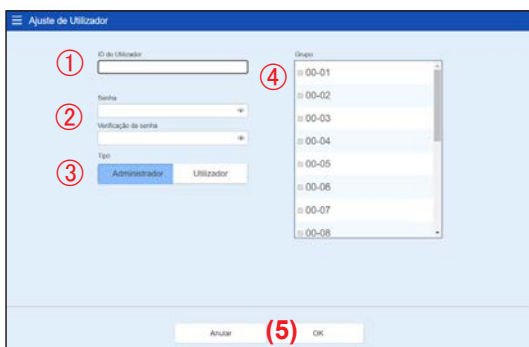 Ajuste de Utilizador
① ID do Utilizador
② Senha
Verificação de senha
③ Tipo
Administrador Utilizador
④ Grupo
00-01
00-02
00-03
00-04
00-05
00-06
00-07
00-08
Anular (5) OK